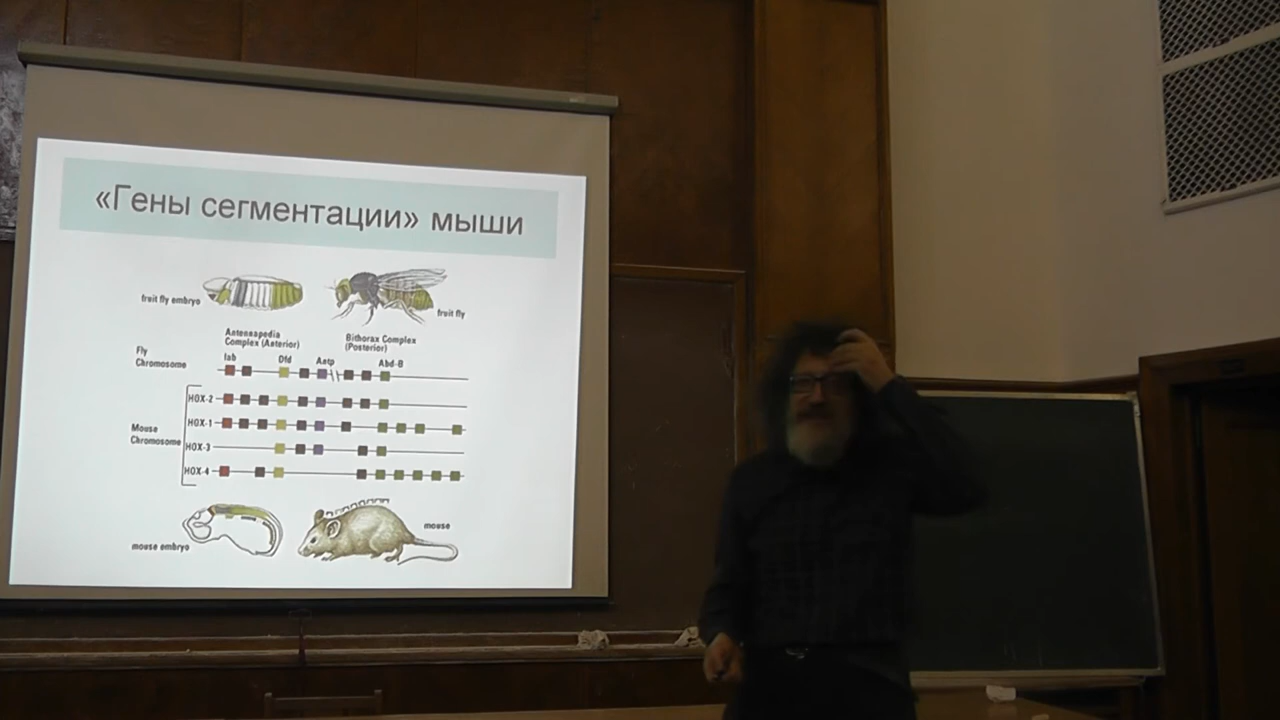 «Гены сегментации» мыши
fruit fly embryo
fruit fly
Antennapedia
Complex (Anterior)
Bithorax Complex
(Posterior)
Fly
Chromosome
lab
Dfd
Antp
Abd-B
HOX-2
HOX-1
Mouse
Chromosome
HOX-3
HOX-4
mouse embryo
mouse